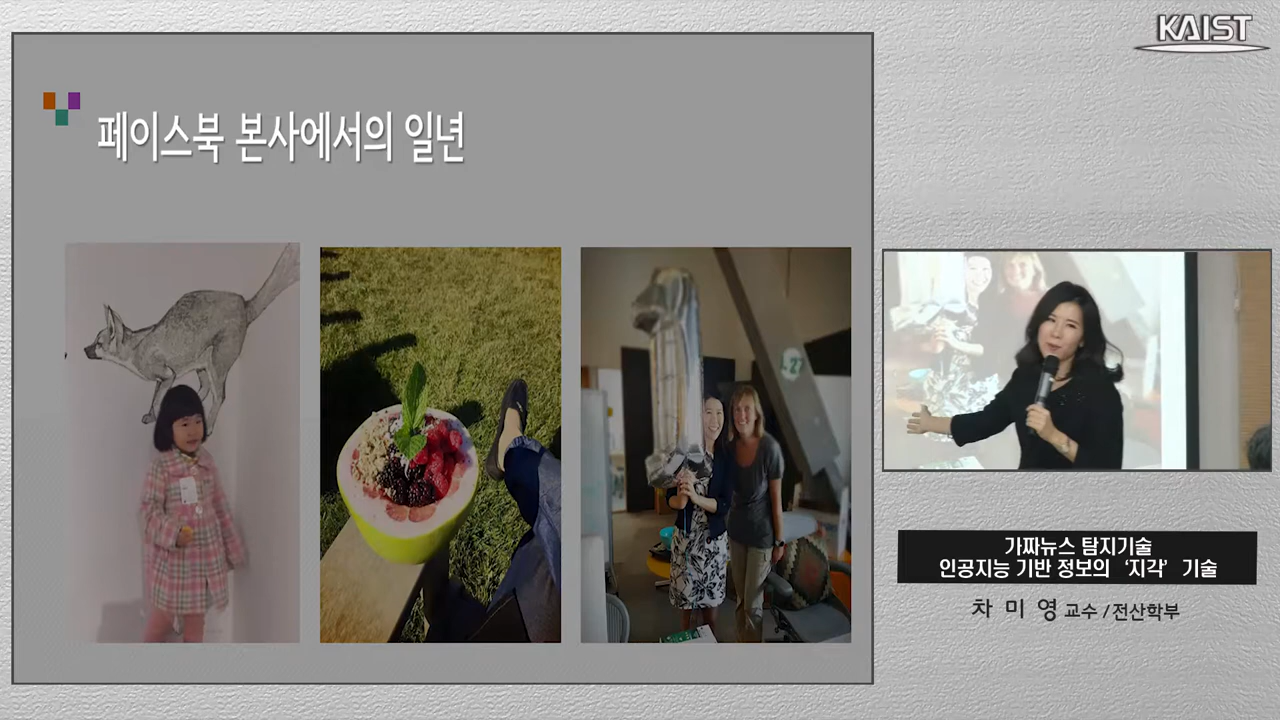 KAIST
페이스북 본사에서의 일년
27
가짜뉴스 탐지기술
인공지능 기반 정보의 '지각' 기술
차 미 영 교수 / 전산학부